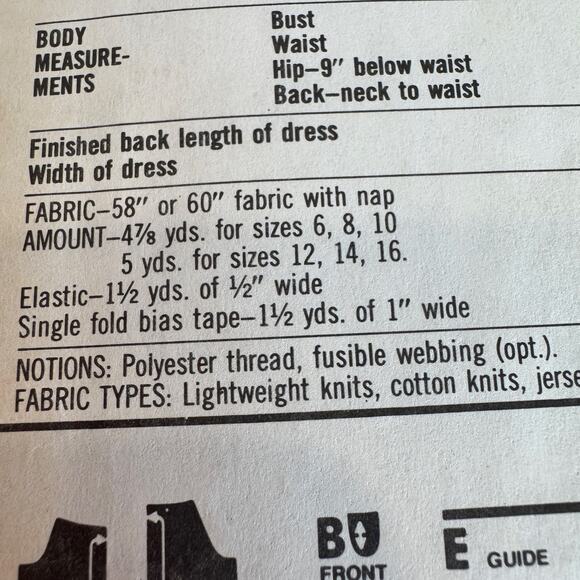 BODY
MEASURE-
MENTS
Bust
Waist
Hip–9" below waist
Back–neck to waist
Finished back length of dress
Width of dress
FABRIC–58" or 60" fabric with nap
AMOUNT–4⅞ yds. for sizes 6, 8, 10
5 yds. for sizes 12, 14, 16.
Elastic–1½ yds. of ½" wide
Single fold bias tape–1½ yds. of 1" wide
NOTIONS: Polyester thread, fusible webbing (opt.).
FABRIC TYPES: Lightweight knits, cotton knits,
B
FRONT
E GUIDE